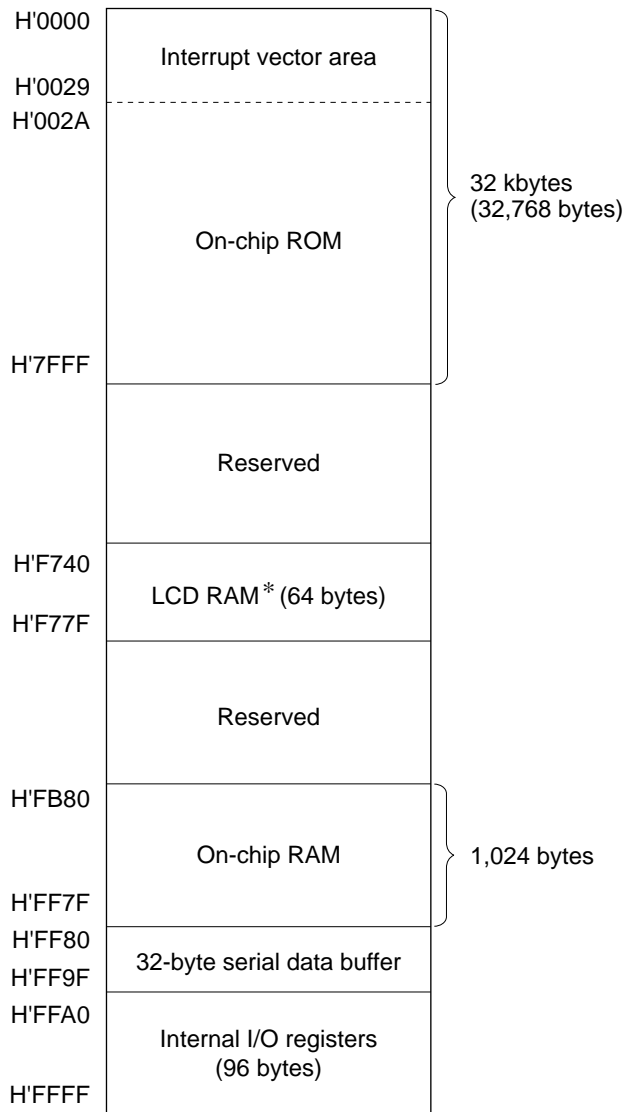 H'0000
Interrupt vector area
H'0029
H'002A
32 kbytes
(32,768 bytes)
On-chip ROM
H'7FFF
Reserved
H'F740
LCD RAM* (64 bytes)
H'F77F
Reserved
H'FB80
On-chip RAM
1,024 bytes
H'FF7F
H'FF80
32-byte serial data buffer
H'FF9F
H'FFA0
Internal I/O registers
(96 bytes)
H'FFFF